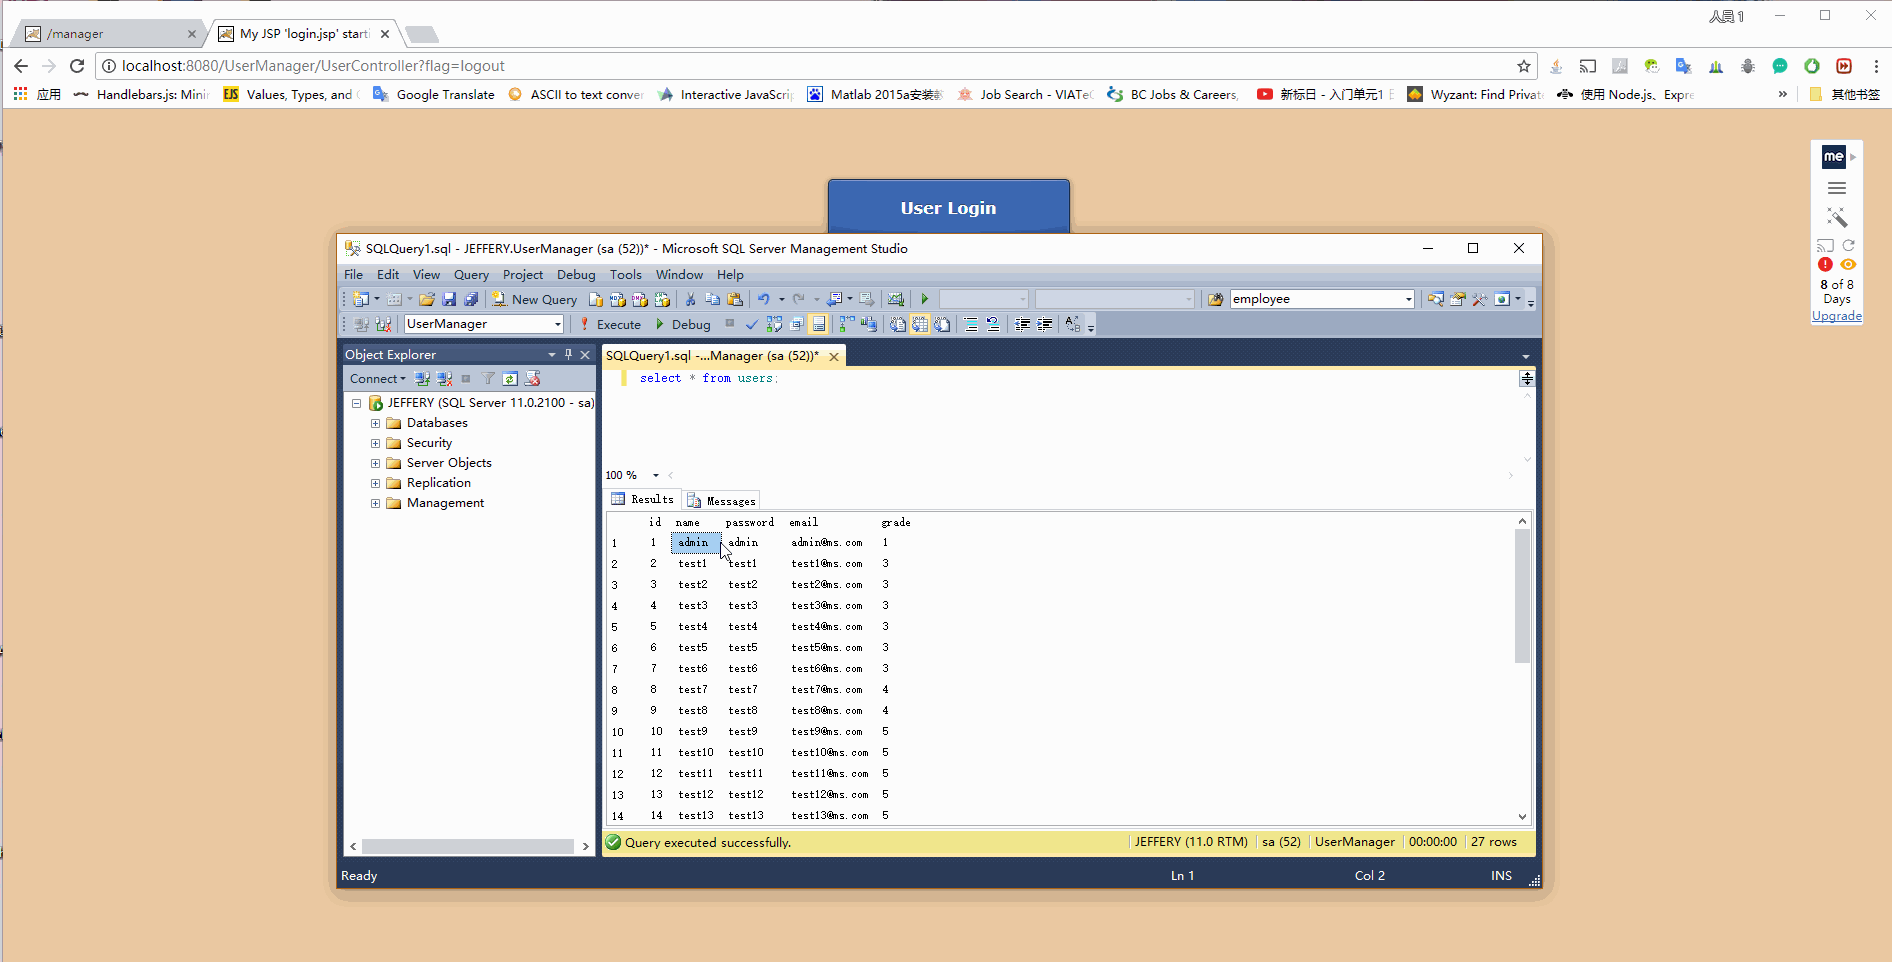 人員 1
/manager
My JSP 'login.jsp' starti
localhost:8080/UserManager/UserController?flag=logout
应用
Handlebars.js: Minir
EJS
Values, Types, and
Google Translate
ASCII to text conver
Interactive JavaScrip
Matlab 2015a安装教
Job Search - VIATeC
BC Jobs & Careers,
新标日 - 入门单元1
Wyzant: Find Privat
使用 Node.js、Expre
»
其他书签
me
8 of 8
Days
Upgrade
User Login
SQLQuery1.sql - JEFFERY.UserManager (sa (52))* - Microsoft SQL Server Management Studio
File Edit View Query Project Debug Tools Window Help
New Query
employee
UserManager
Execute
Debug
Object Explorer
Connect
JEFFERY (SQL Server 11.0.2100 - sa)
Databases
Security
Server Objects
Replication
Management
SQLQuery1.sql -...Manager (sa (52))*
select * from users;
100 %
Results
Messages
id name password email grade
1 1 admin admin admin@ms.com 1
2 2 test1 test1 test1@ms.com 3
3 3 test2 test2 test2@ms.com 3
4 4 test3 test3 test3@ms.com 3
5 5 test4 test4 test4@ms.com 3
6 6 test5 test5 test5@ms.com 3
7 7 test6 test6 test6@ms.com 3
8 8 test7 test7 test7@ms.com 4
9 9 test8 test8 test8@ms.com 4
10 10 test9 test9 test9@ms.com 5
11 11 test10 test10 test10@ms.com 5
12 12 test11 test11 test11@ms.com 5
13 13 test12 test12 test12@ms.com 5
14 14 test13 test13 test13@ms.com 5
Query executed successfully.
JEFFERY (11.0 RTM)
sa (52)
UserManager
00:00:00
27 rows
Ready
Ln 1
Col 2
INS